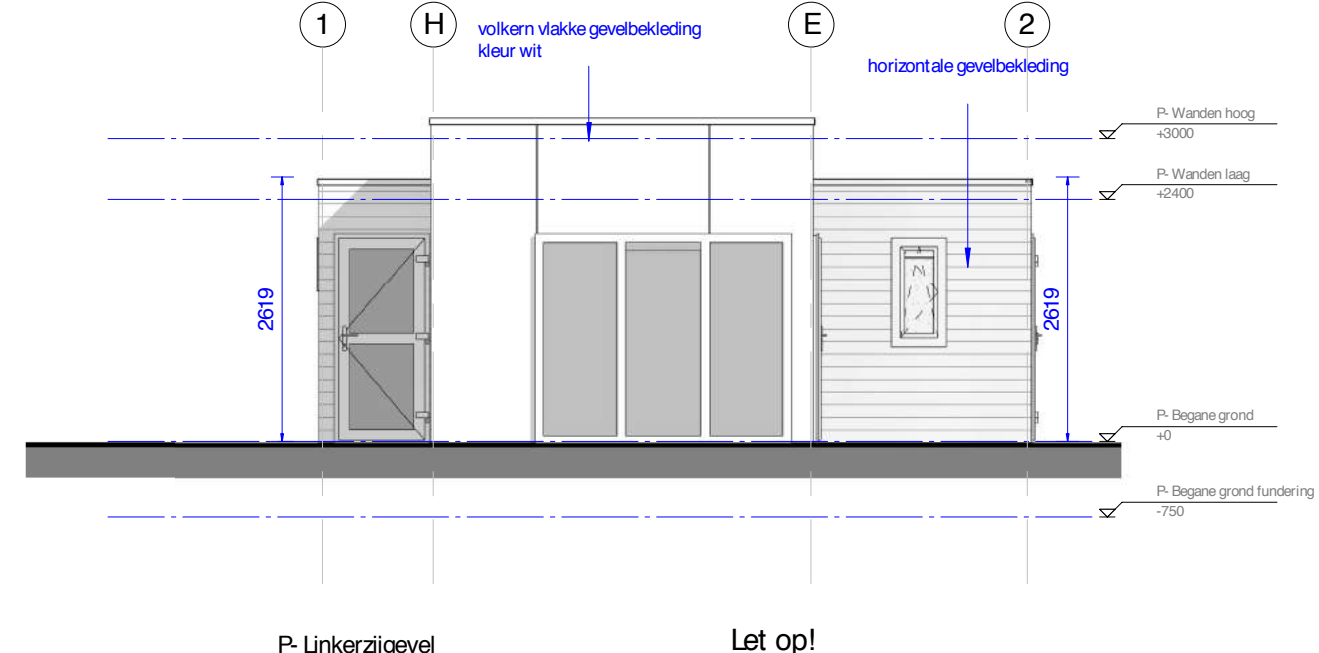 1
H
E
2
volkern vlakke gevelbekleding
kleur wit
horizontale gevelbekleding
P- Wanden hoog
+3000
P- Wanden laag
+2400
2619
2619
P- Begane grond
+0
P- Begane grond fundering
-750
P- Linkerzijgevel
Let op!